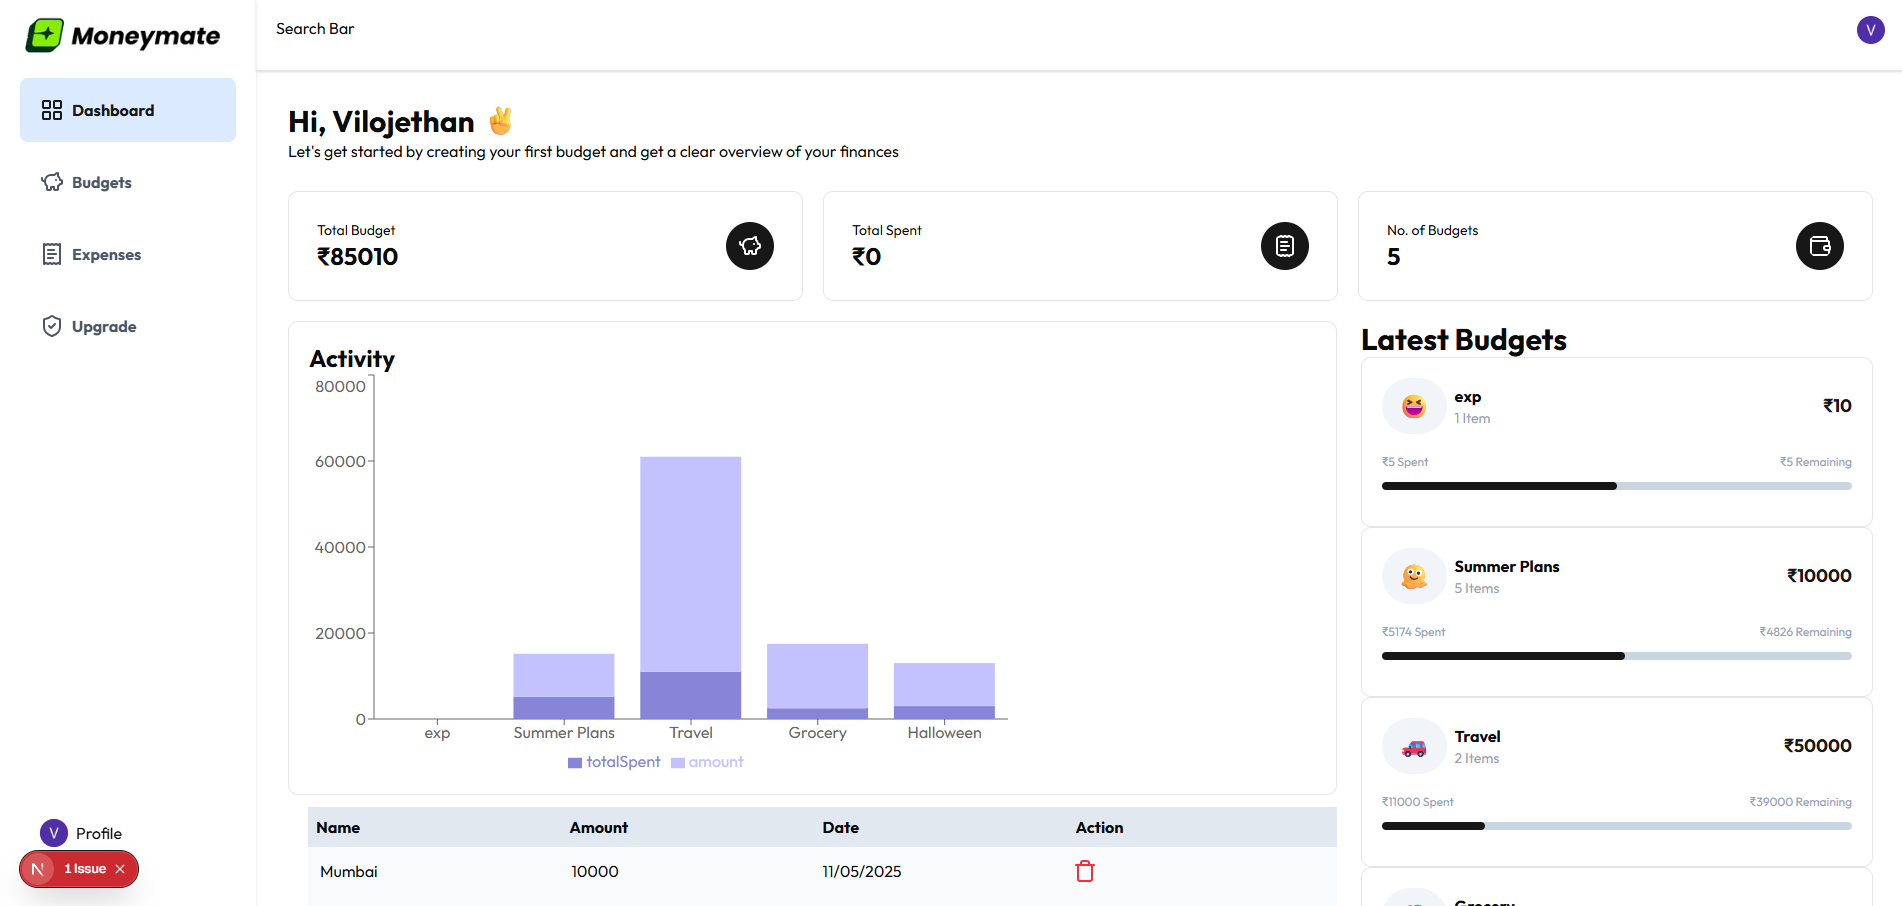 Moneymate
Search Bar
V
Dashboard
Budgets
Expenses
Upgrade
Hi, Vilojethan ✌️
Let's get started by creating your first budget and get a clear overview of your finances
Total Budget
₹85010
Total Spent
₹0
No. of Budgets
5
Activity
80000
60000
40000
20000
0
exp Summer Plans Travel Grocery Halloween
totalSpent amount
Name Amount Date Action
Mumbai 10000 11/05/2025
Latest Budgets
exp
1 Item
₹10
₹5 Spent ₹5 Remaining
Summer Plans
5 Items
₹10000
₹5174 Spent ₹4826 Remaining
Travel
2 Items
₹50000
₹11000 Spent ₹39000 Remaining
Grocery
V Profile
N 1 Issue